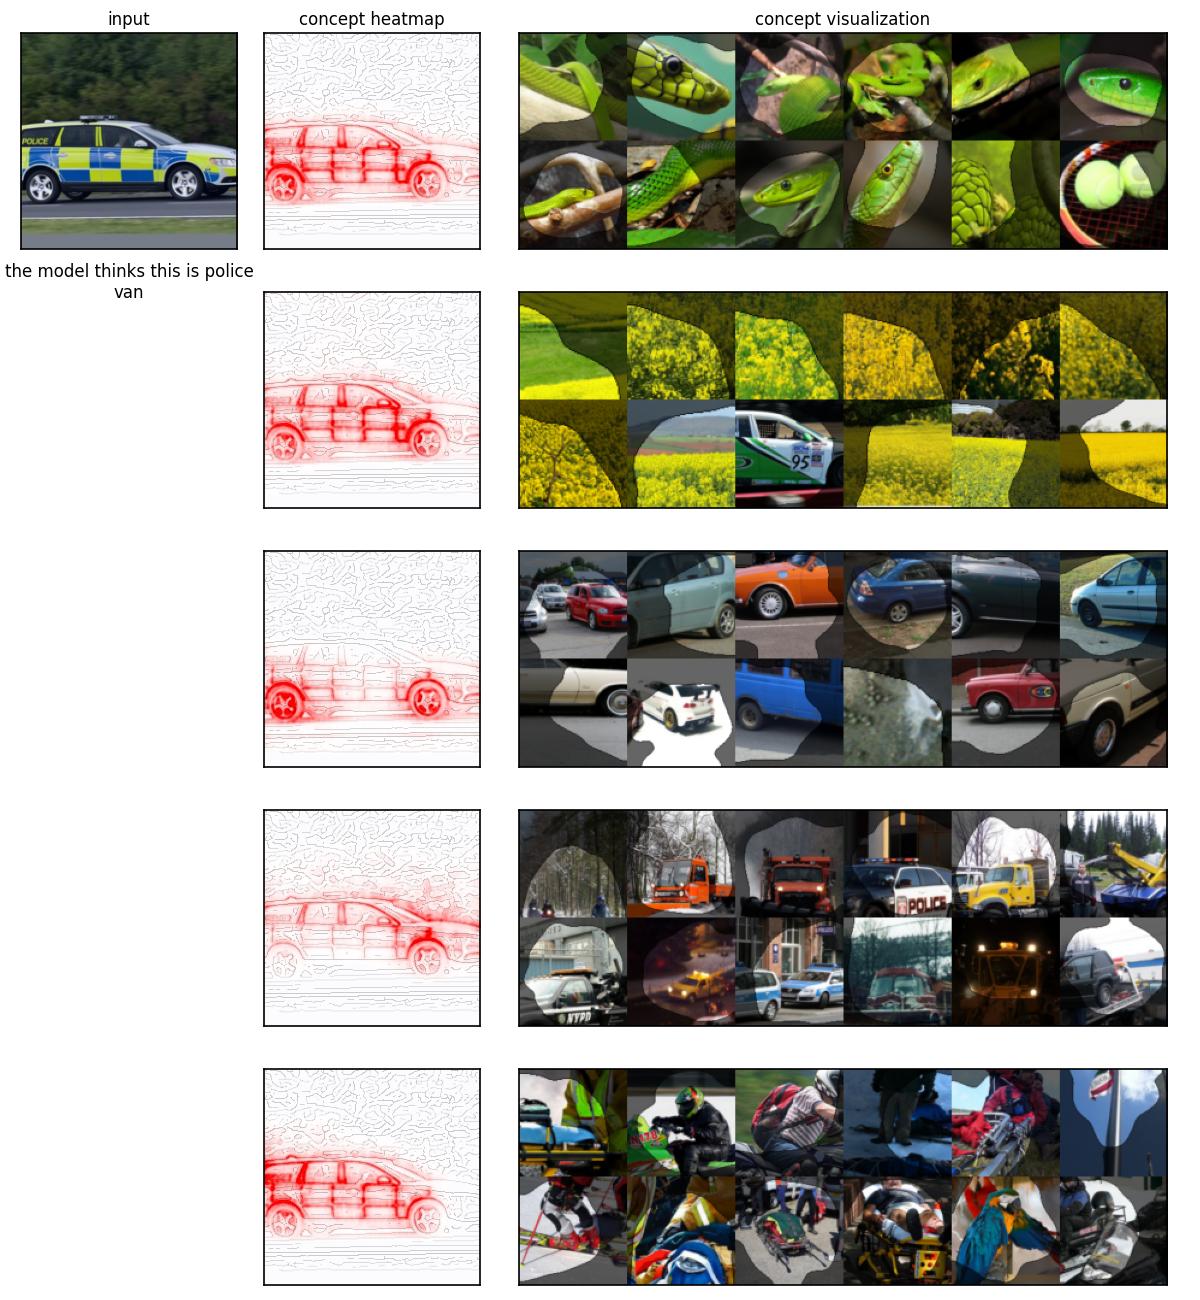 input
concept heatmap
concept visualization
POLICE
the model thinks this is police
van
95
POLICE
NYPD